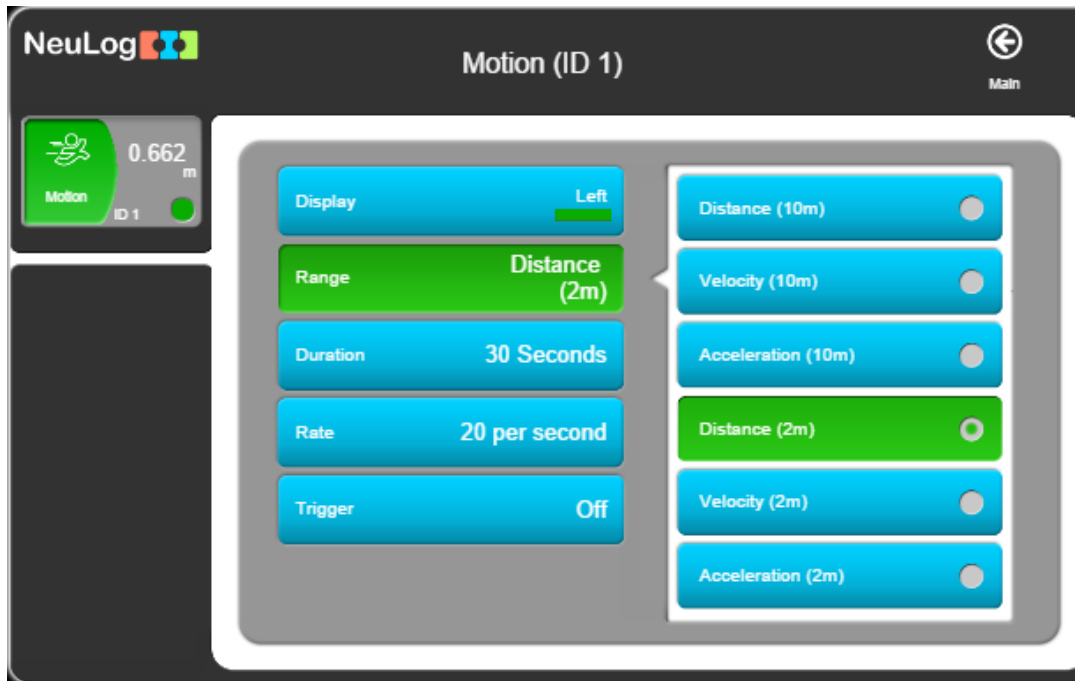 NeuLog
Motion (ID 1)
Main
0.662
m
Motion
ID 1
Display Left
Range Distance
(2m)
Duration 30 Seconds
Rate 20 per second
Trigger Off
Distance (10m)
Velocity (10m)
Acceleration (10m)
Distance (2m)
Velocity (2m)
Acceleration (2m)